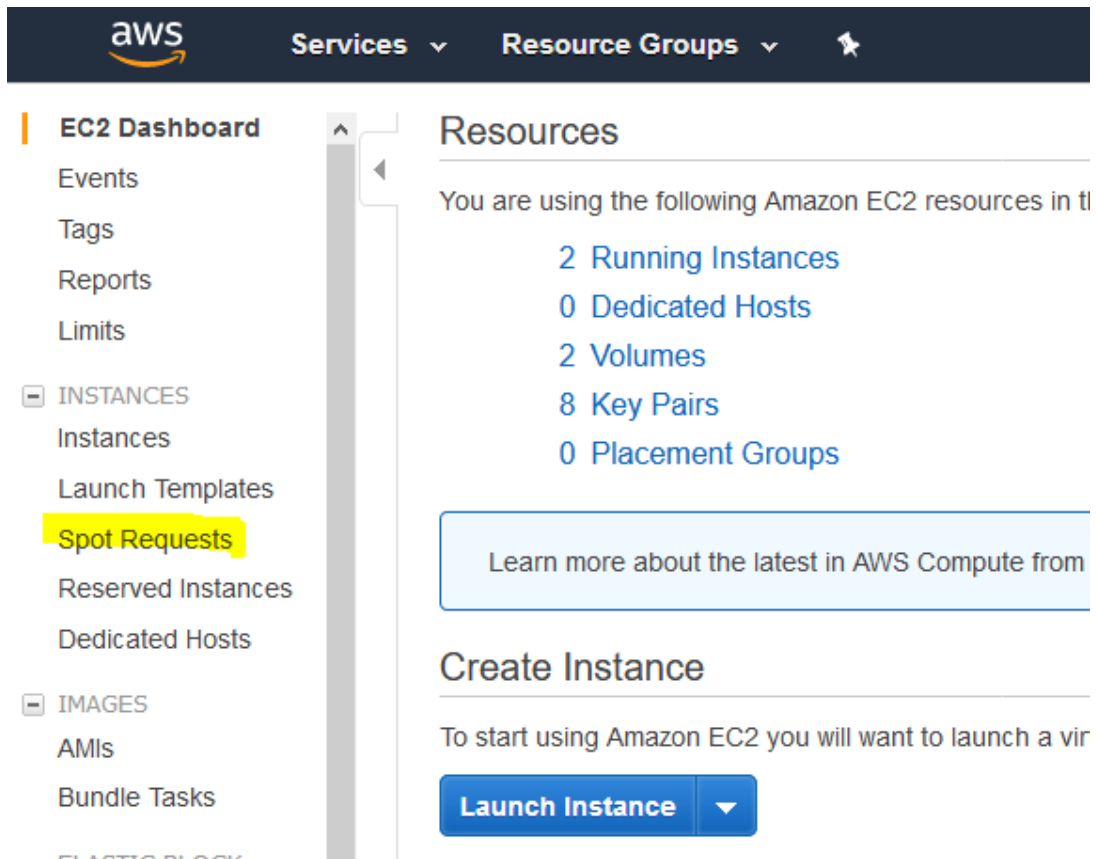 aws Services Resource Groups
EC2 Dashboard
Events
Tags
Reports
Limits
INSTANCES
Instances
Launch Templates
Spot Requests
Reserved Instances
Dedicated Hosts
IMAGES
AMIs
Bundle Tasks
ELASTIC BLOCK
Resources
You are using the following Amazon EC2 resources in
2 Running Instances
0 Dedicated Hosts
2 Volumes
8 Key Pairs
0 Placement Groups
Learn more about the latest in AWS Compute from
Create Instance
To start using Amazon EC2 you will want to launch a
Launch Instance